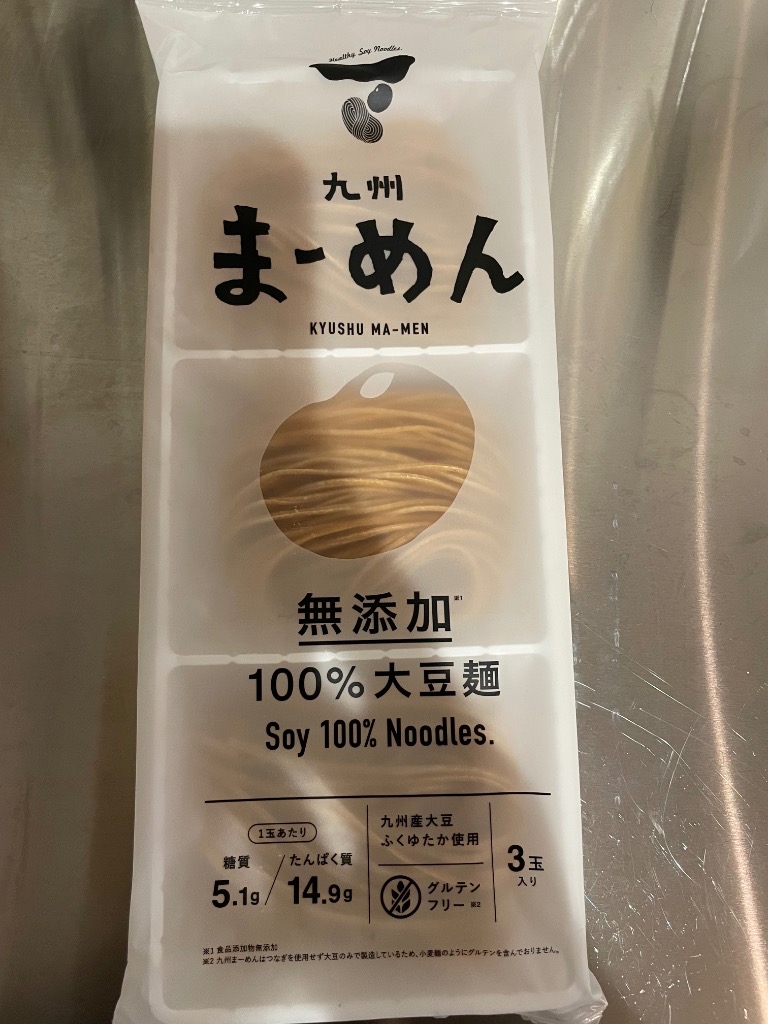 Healthy Soy Noodles.
九州
まーめん
KYUSHU MA-MEN
無添加※1
100%大豆麺
Soy 100% Noodles.
1玉あたり
糖質
5.1g
たんぱく質
14.9g
九州産大豆
ふくゆたか使用
グルテン
フリー※2
3玉
入り
※1 食品添加物無添加
※2 九州まーめんはつなぎを使用せず大豆のみで製造しているため、小麦麺のようにグルテンを含んでおりません。